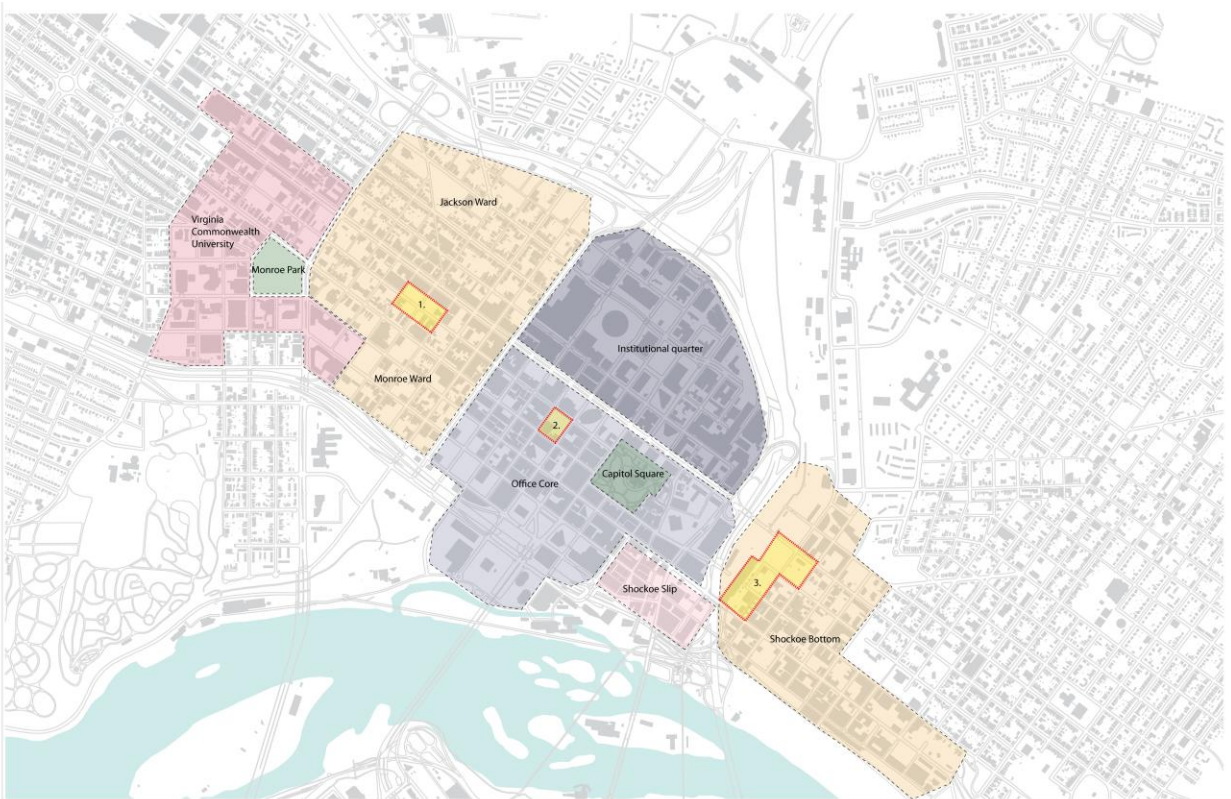 Jackson Ward
Virginia
Commonwealth
University
Monroe Park
1.
Institutional quarter
Monroe Ward
2.
Capitol Square
Office Core
3.
Shockoe Slip
Shockoe Bottom